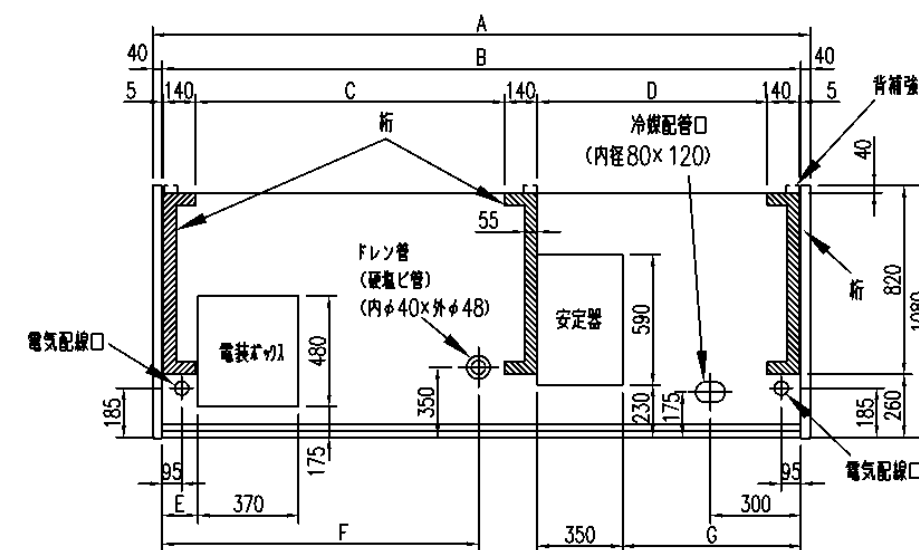 A
40 B 40
5 140 C 140 D 140 5
背補強
桁
冷媒配管口
(内径80×120)
40
55
ドレン管
(硬塩ビ管)
(内φ40×外φ48)
安定器
590
820
1080
桁
電気配線口
電装ボックス
480
185
350
230
175
185
260
175
95
95
電気配線口
E 370
300
F
350 G